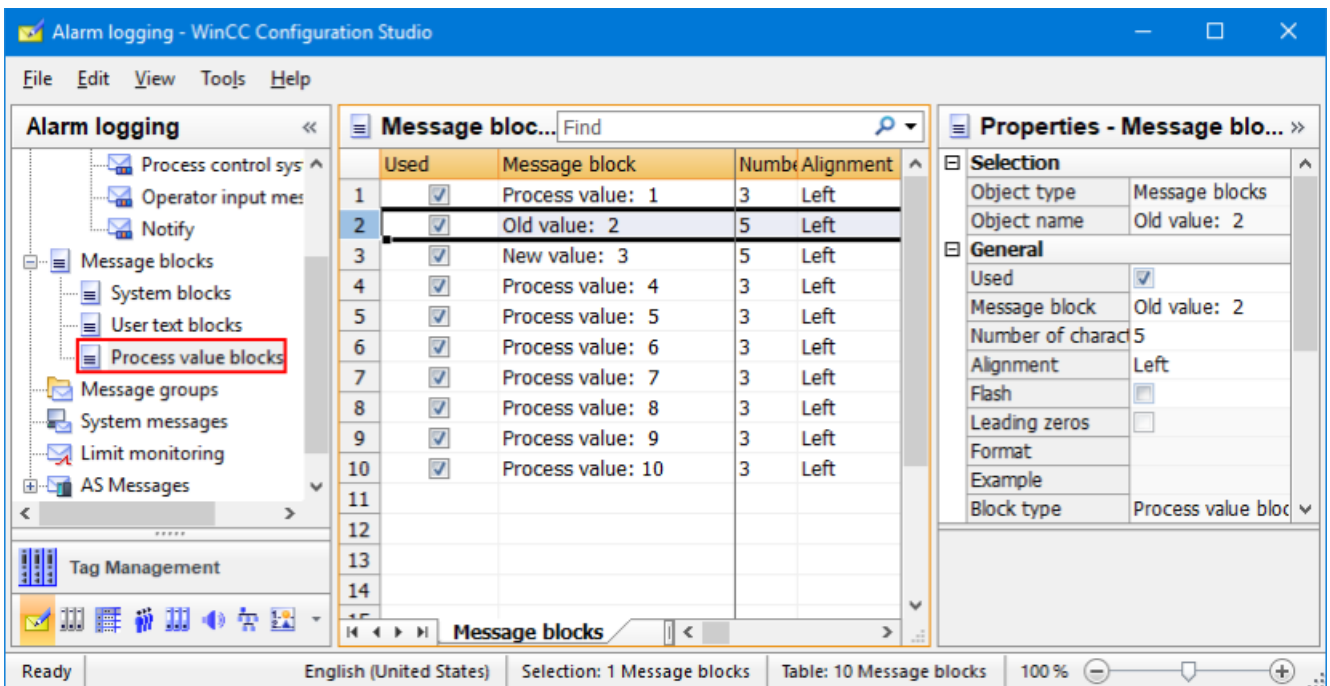 Alarm logging - WinCC Configuration Studio
File Edit View Tools Help
Alarm logging «
Process control sys
Operator input mes
Notify
Message blocks
System blocks
User text blocks
Process value blocks
Message groups
System messages
Limit monitoring
AS Messages
Tag Management
Message bloc... Find
Used Message block Numbe Alignment
1 Process value: 1 3 Left
2 Old value: 2 5 Left
3 New value: 3 5 Left
4 Process value: 4 3 Left
5 Process value: 5 3 Left
6 Process value: 6 3 Left
7 Process value: 7 3 Left
8 Process value: 8 3 Left
9 Process value: 9 3 Left
10 Process value: 10 3 Left
11
12
13
14
Message blocks
Properties - Message blo... »
Selection
Object type Message blocks
Object name Old value: 2
General
Used
Message block Old value: 2
Number of charact 5
Alignment Left
Flash
Leading zeros
Format
Example
Block type Process value bloc
Ready English (United States) Selection: 1 Message blocks Table: 10 Message blocks 100 %